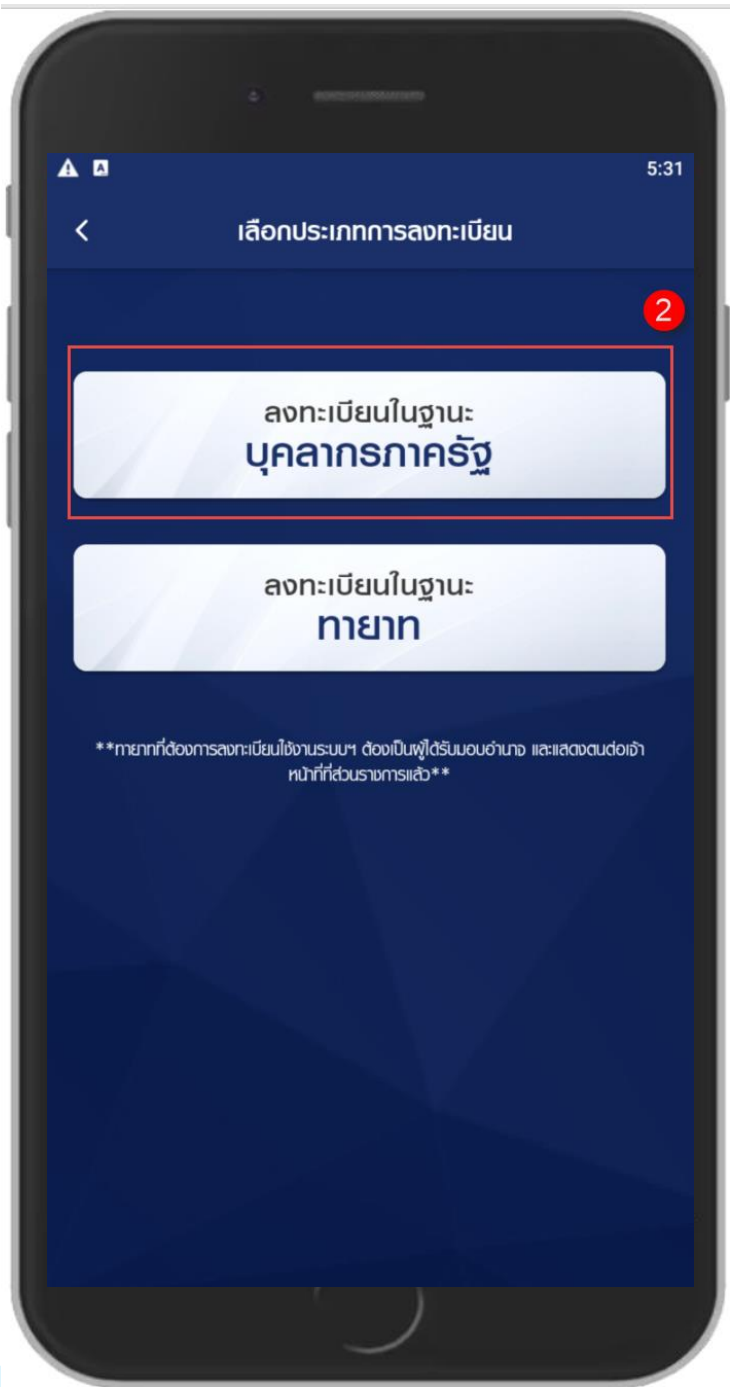 5:31
เลือกประเภทการลงทะเบียน
2
ลงทะเบียนในฐานะ
บุคลากรภาครัฐ
ลงทะเบียนในฐานะ
ทายาท
**ทายาทที่ต้องการลงทะเบียนใช้งานระบบฯ ต้องเป็นผู้ได้รับมอบอำนาจ และแสดงตนต่อเจ้า
หน้าที่ที่ส่วนราชการแล้ว**